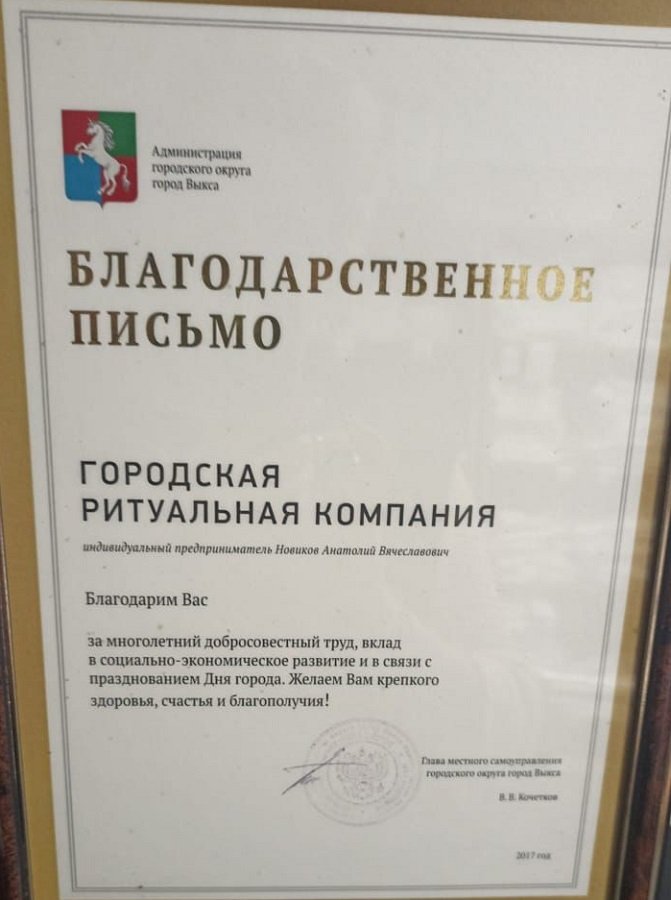 Администрация
городского округа
город Выкса
БЛАГОДАРСТВЕННОЕ
ПИСЬМО
ГОРОДСКАЯ
РИТУАЛЬНАЯ КОМПАНИЯ
индивидуальный предприниматель Новиков Анатолий Вячеславович
Благодарим Вас
за многолетний добросовестный труд, вклад
в социально-экономическое развитие и в связи с
празднованием Дня города. Желаем Вам крепкого
здоровья, счастья и благополучия!
Глава местного самоуправления
городского округа город Выкса
В. В. Кочетков
2017 год